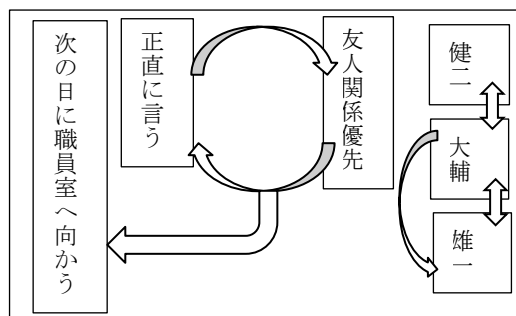 健二
大輔
雄一
友人関係優先
正直に言う
次の日に職員室へ向かう